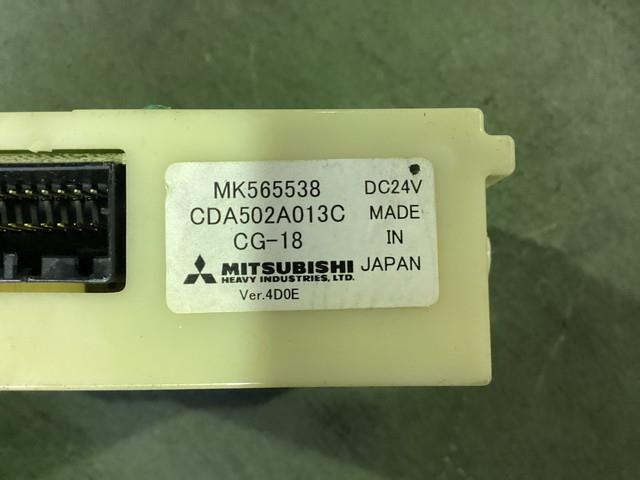 MK565538 DC24V
CDA502A013C MADE
CG-18 IN
MITSUBISHI JAPAN
HEAVY INDUSTRIES, LTD.
Ver.4D0E